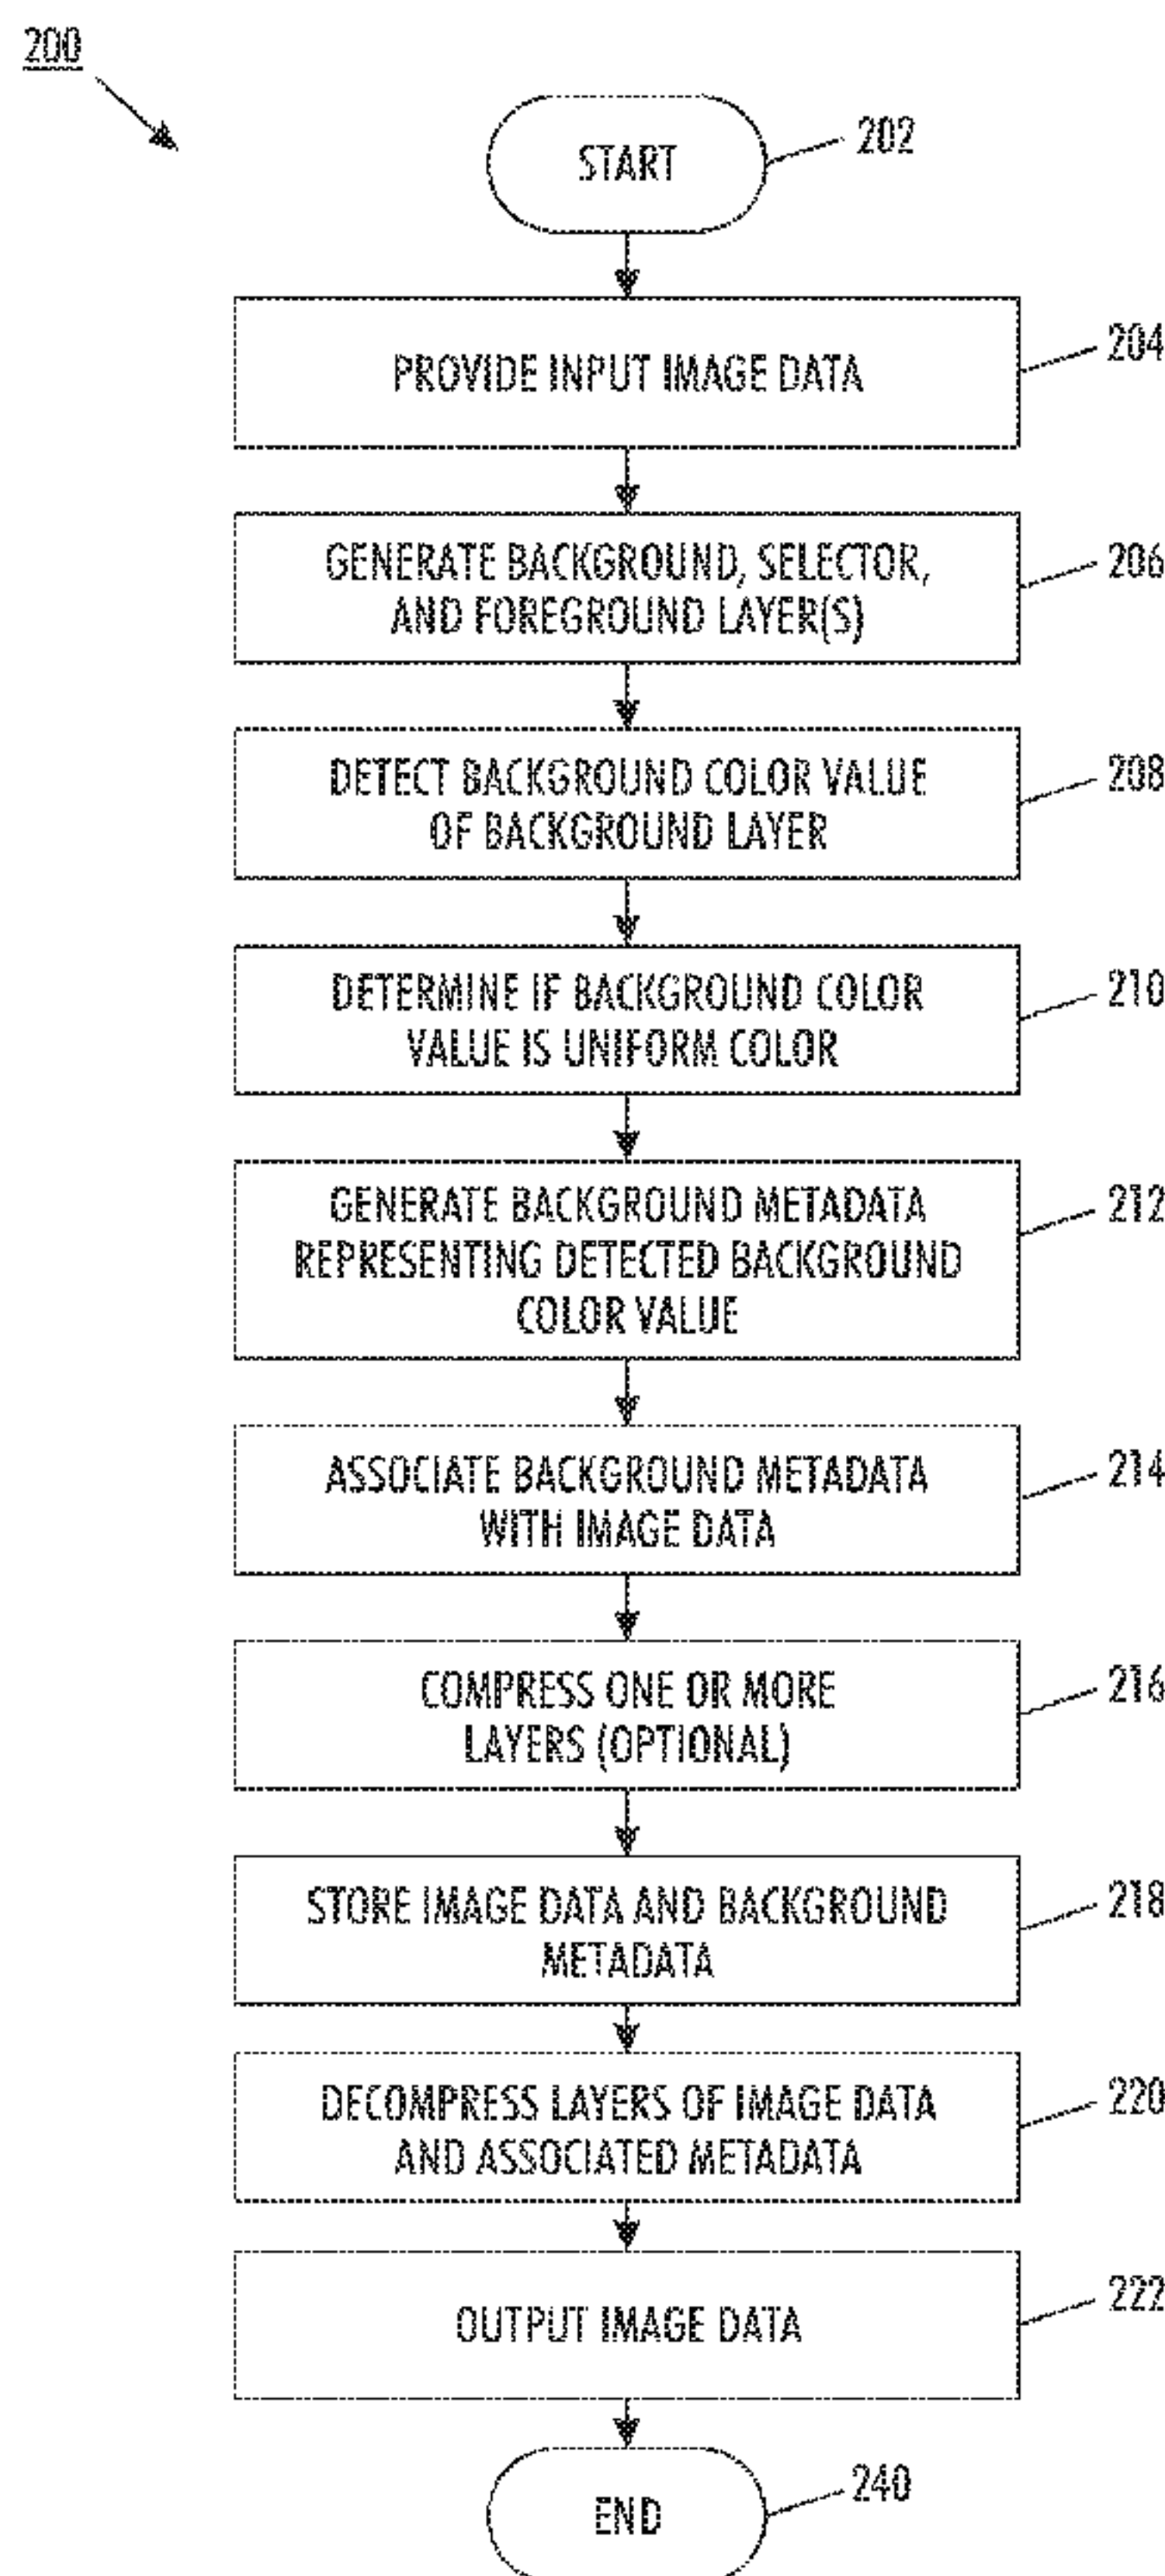 200
START
202
PROVIDE INPUT IMAGE DATA
204
GENERATE BACKGROUND, SELECTOR,
AND FOREGROUND LAYER(S)
206
DETECT BACKGROUND COLOR VALUE
OF BACKGROUND LAYER
208
DETERMINE IF BACKGROUND COLOR
VALUE IS UNIFORM COLOR
210
GENERATE BACKGROUND METADATA
REPRESENTING DETECTED BACKGROUND
COLOR VALUE
212
ASSOCIATE BACKGROUND METADATA
WITH IMAGE DATA
214
COMPRESS ONE OR MORE
LAYERS (OPTIONAL)
216
STORE IMAGE DATA AND BACKGROUND
METADATA
218
DECOMPRESS LAYERS OF IMAGE DATA
AND ASSOCIATED METADATA
220
OUTPUT IMAGE DATA
222
END
240